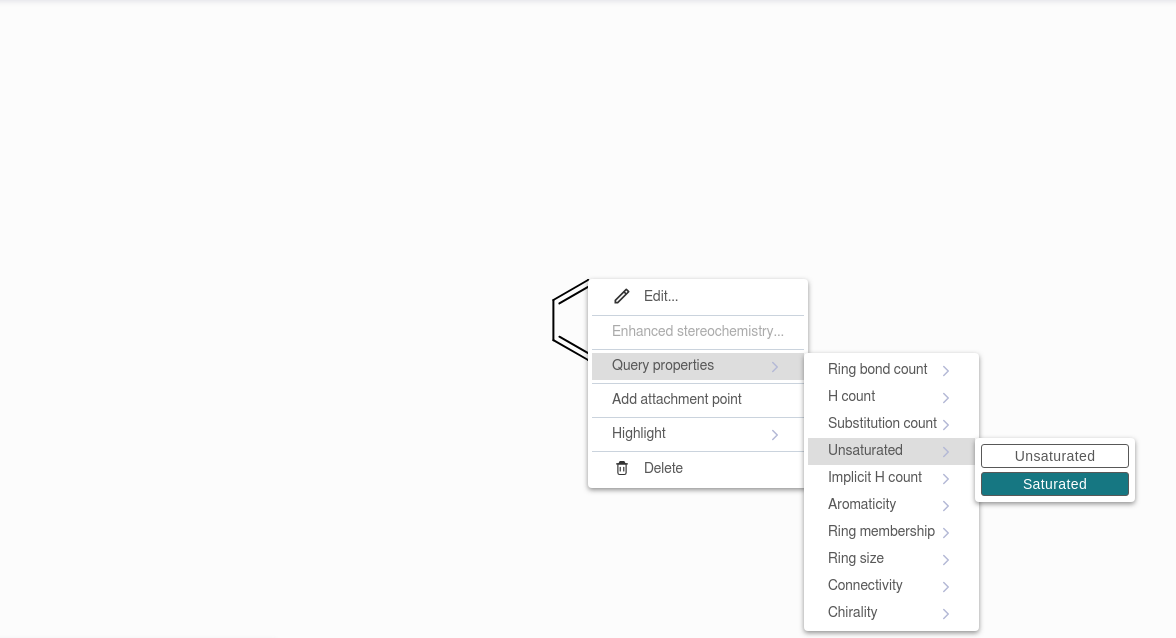 Edit...
Enhanced stereochemistry...
Query properties
Add attachment point
Highlight
Delete
Ring bond count
H count
Substitution count
Unsaturated
Implicit H count
Aromaticity
Ring membership
Ring size
Connectivity
Chirality
Unsaturated
Saturated